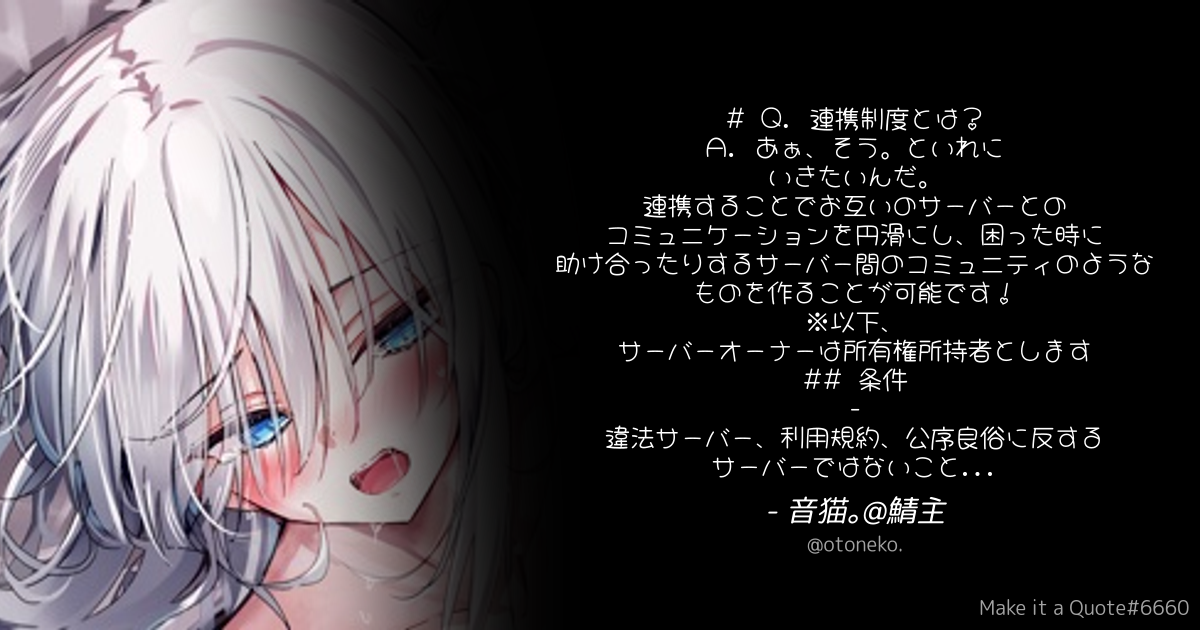 # Q. 連携制度とは？
A. あぁ、そう。といれに
いきたいんだ。
連携することでお互いのサーバーとの
コミュニケーションを円滑にし、困った時に
助け合ったりするサーバー間のコミュニティのような
ものを作ることが可能です！
※以下、
サーバーオーナーは所有権所持者とします
## 条件
-
違法サーバー、利用規約、公序良俗に反する
サーバーではないこと...
- 音猫。@鯖主
@otoneko.
Make it a Quote#6660